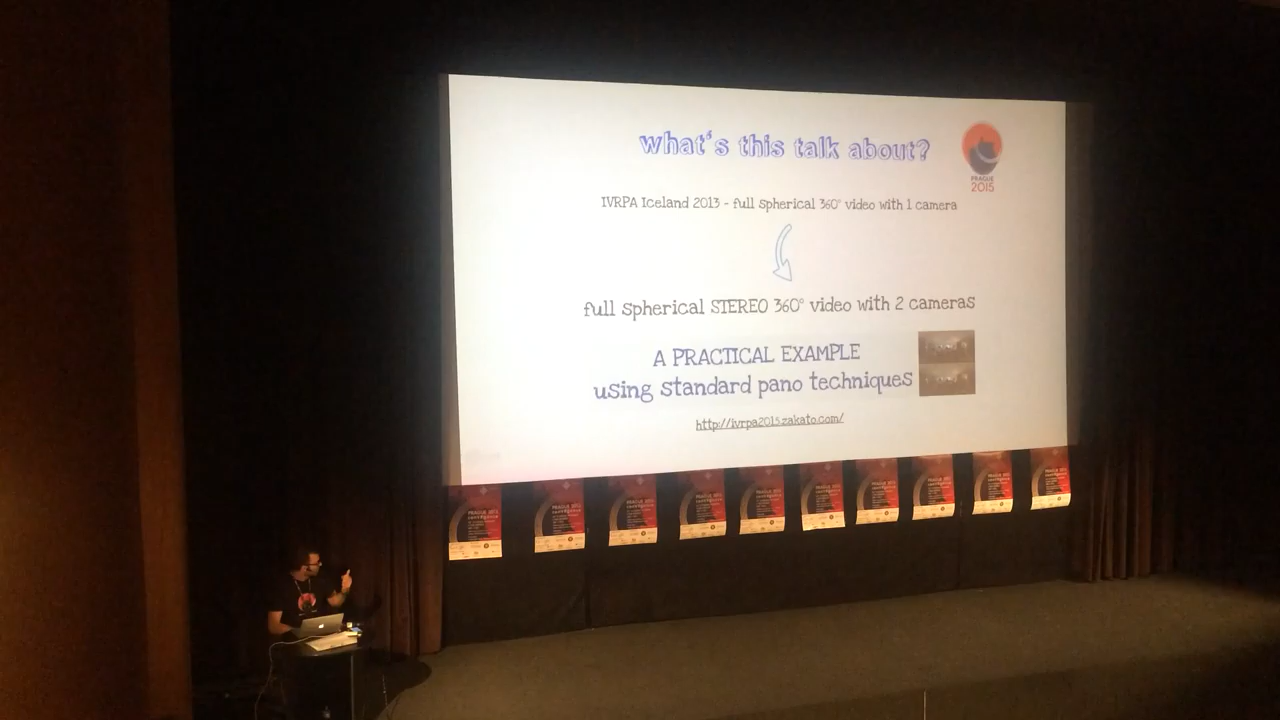 what's this talk about?
PRAGUE
2015
IVRPA Iceland 2013 - full spherical 360° video with 1 camera
full spherical STEREO 360° video with 2 cameras
A PRACTICAL EXAMPLE
using standard pano techniques
http://ivrpa2015.zakato.com/